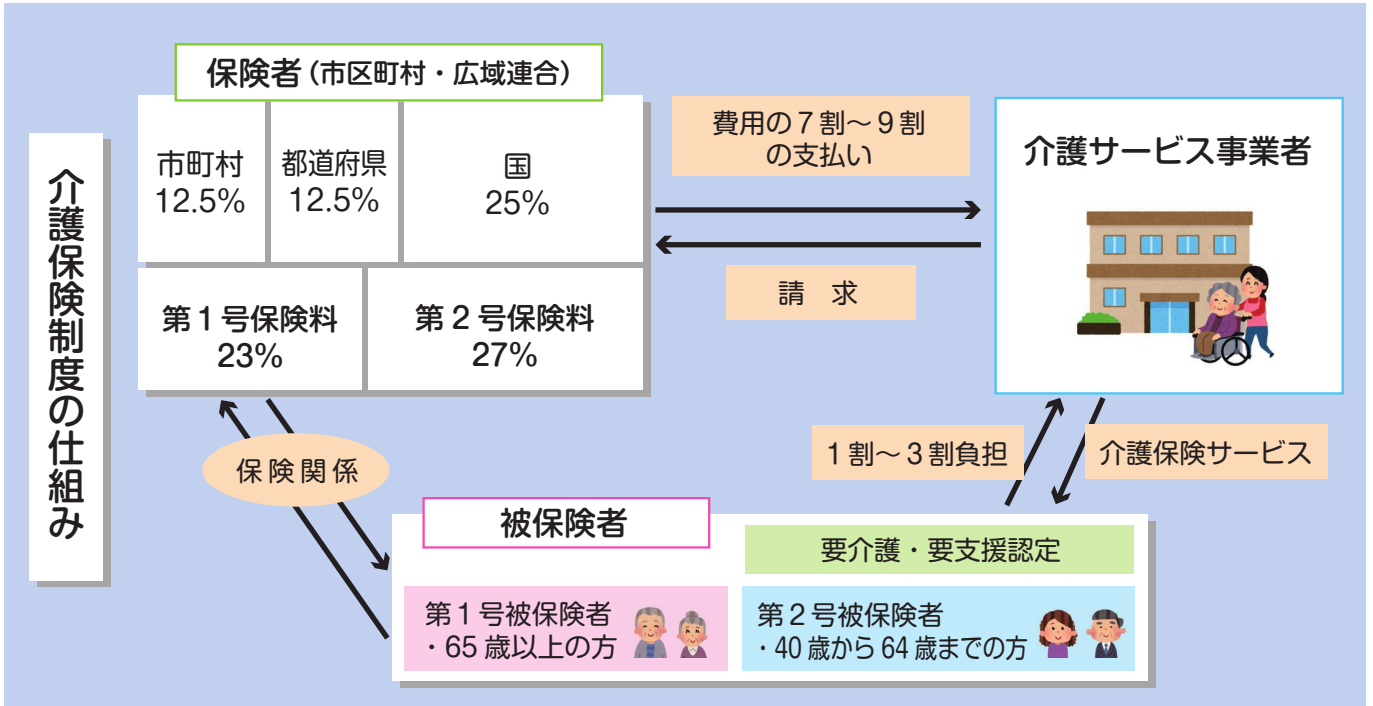 介護保険制度の仕組み
保険者（市区町村・広域連合）
市町村
12.5%
都道府県
12.5%
国
25%
第１号保険料
23%
第２号保険料
27%
費用の７割～９割
の支払い
請　求
介護サービス事業者
保険関係
１割～３割負担
介護保険サービス
被保険者
要介護・要支援認定
第１号被保険者
・65歳以上の方
第２号被保険者
・40歳から64歳までの方